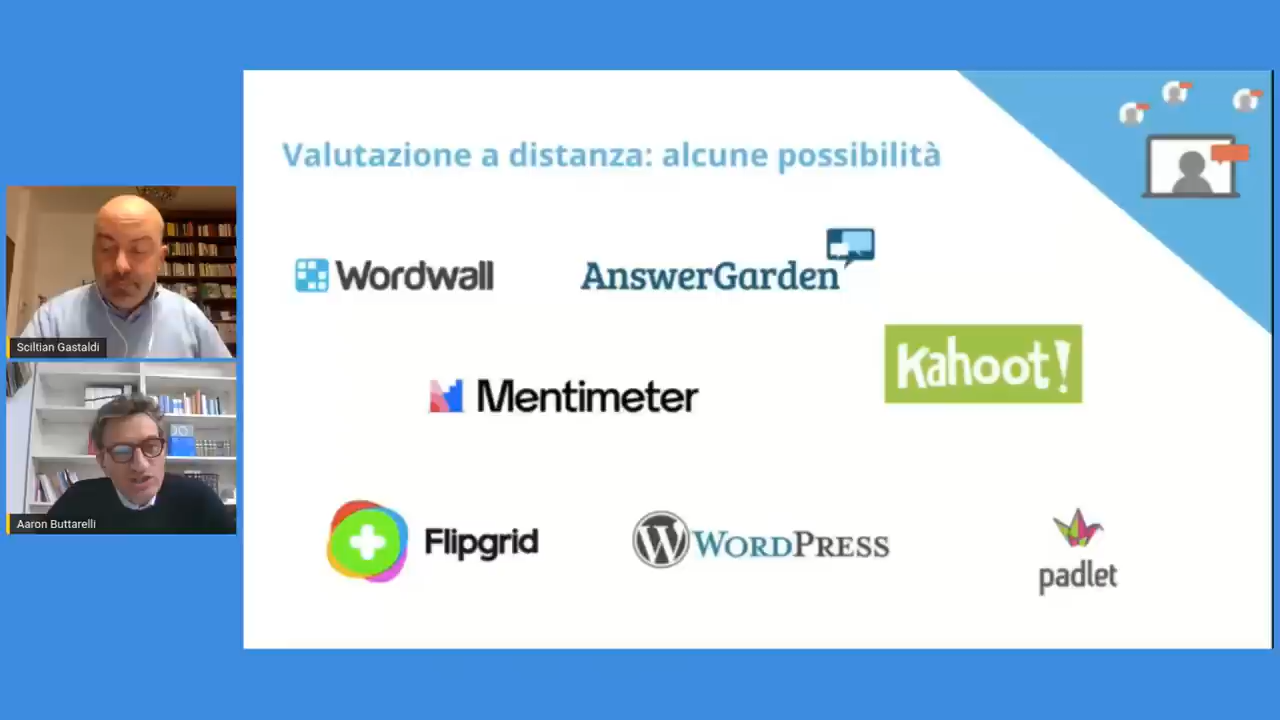 Valutazione a distanza: alcune possibilità
Wordwall
AnswerGarden
Kahoot!
Mentimeter
Flipgrid
WORDPRESS
padlet
Sciltian Gastaldi
Aaron Buttarelli